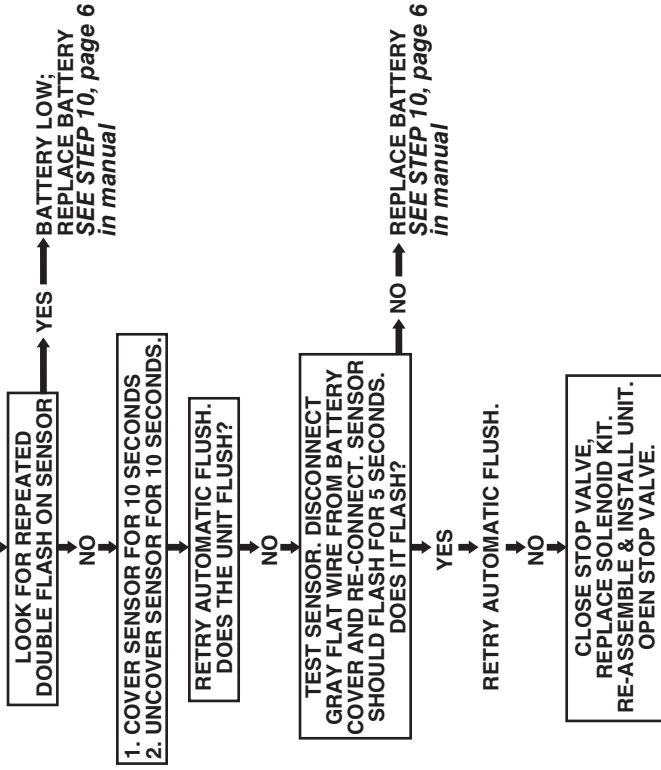 LOOK FOR REPEATED
DOUBLE FLASH ON SENSOR
YES
BATTERY LOW;
REPLACE BATTERY
SEE STEP 10, page 6
in manual
NO
1. COVER SENSOR FOR 10 SECONDS
2. UNCOVER SENSOR FOR 10 SECONDS.
RETRY AUTOMATIC FLUSH.
DOES THE UNIT FLUSH?
NO
TEST SENSOR. DISCONNECT
GRAY FLAT WIRE FROM BATTERY
COVER AND RE-CONNECT. SENSOR
SHOULD FLASH FOR 5 SECONDS.
DOES IT FLASH?
NO
REPLACE BATTERY
SEE STEP 10, page 6
in manual
YES
RETRY AUTOMATIC FLUSH.
NO
CLOSE STOP VALVE,
REPLACE SOLENOID KIT.
RE-ASSEMBLE & INSTALL UNIT.
OPEN STOP VALVE.